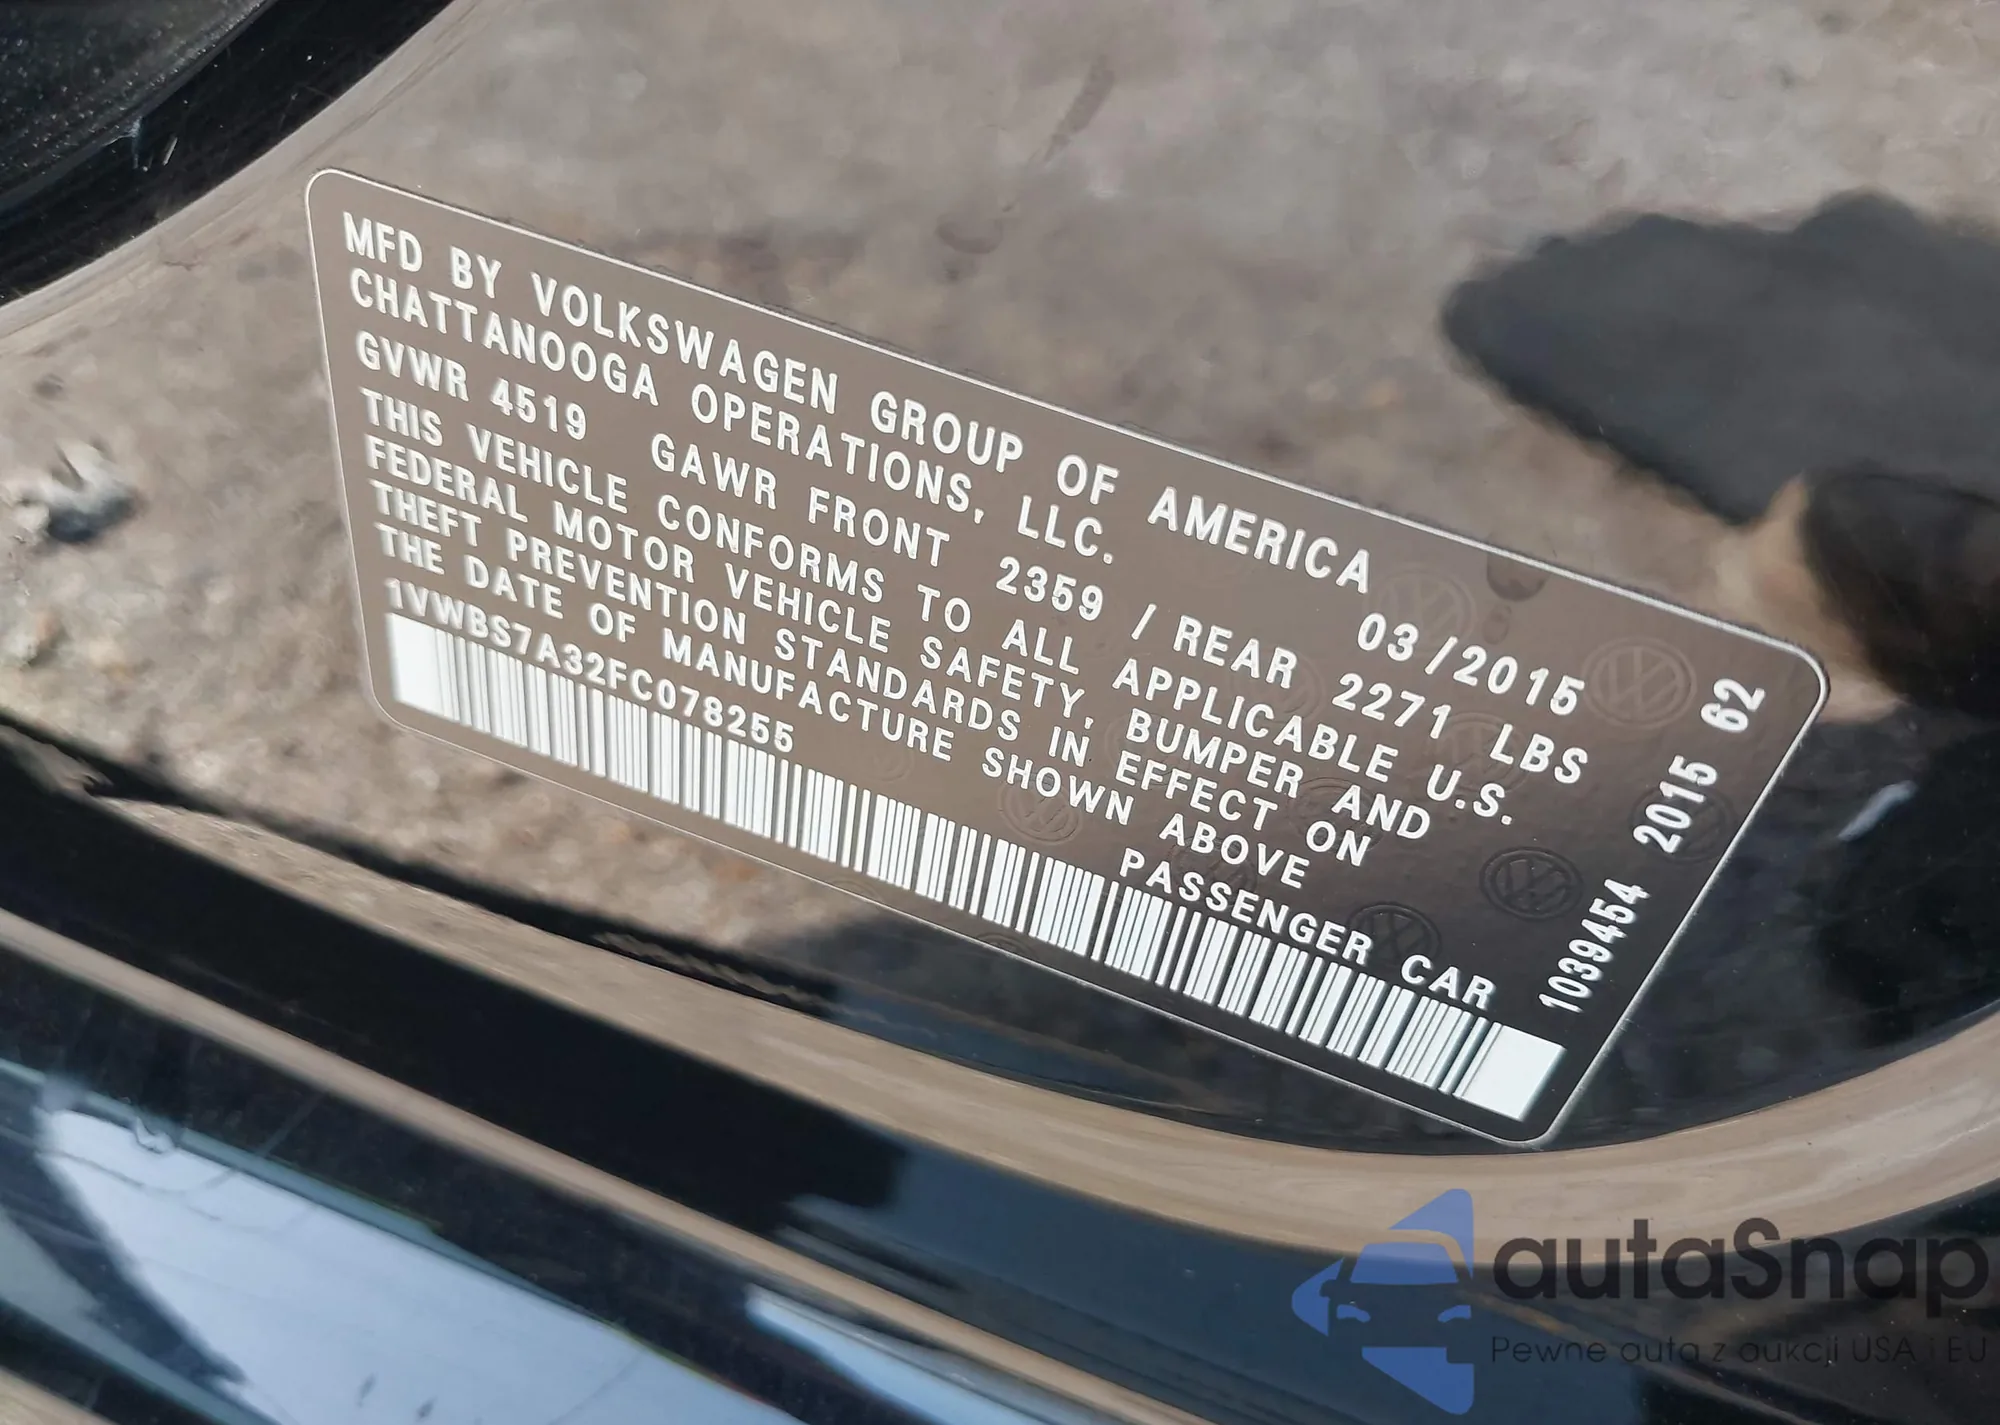 MFD BY VOLKSWAGEN GROUP OF AMERICA
CHATTANOOGA OPERATIONS, LLC. 03/2015
GVWR 4519 GAWR FRONT 2359 / REAR 2271 LBS
THIS VEHICLE CONFORMS TO ALL APPLICABLE U.S.
FEDERAL MOTOR VEHICLE SAFETY, BUMPER AND
THEFT PREVENTION STANDARDS IN EFFECT ON
THE DATE OF MANUFACTURE SHOWN ABOVE
1VWBS7A32FC078255 PASSENGER CAR
1039454 2015 62
autaSnap
Pewne auta z aukcji USA i EU